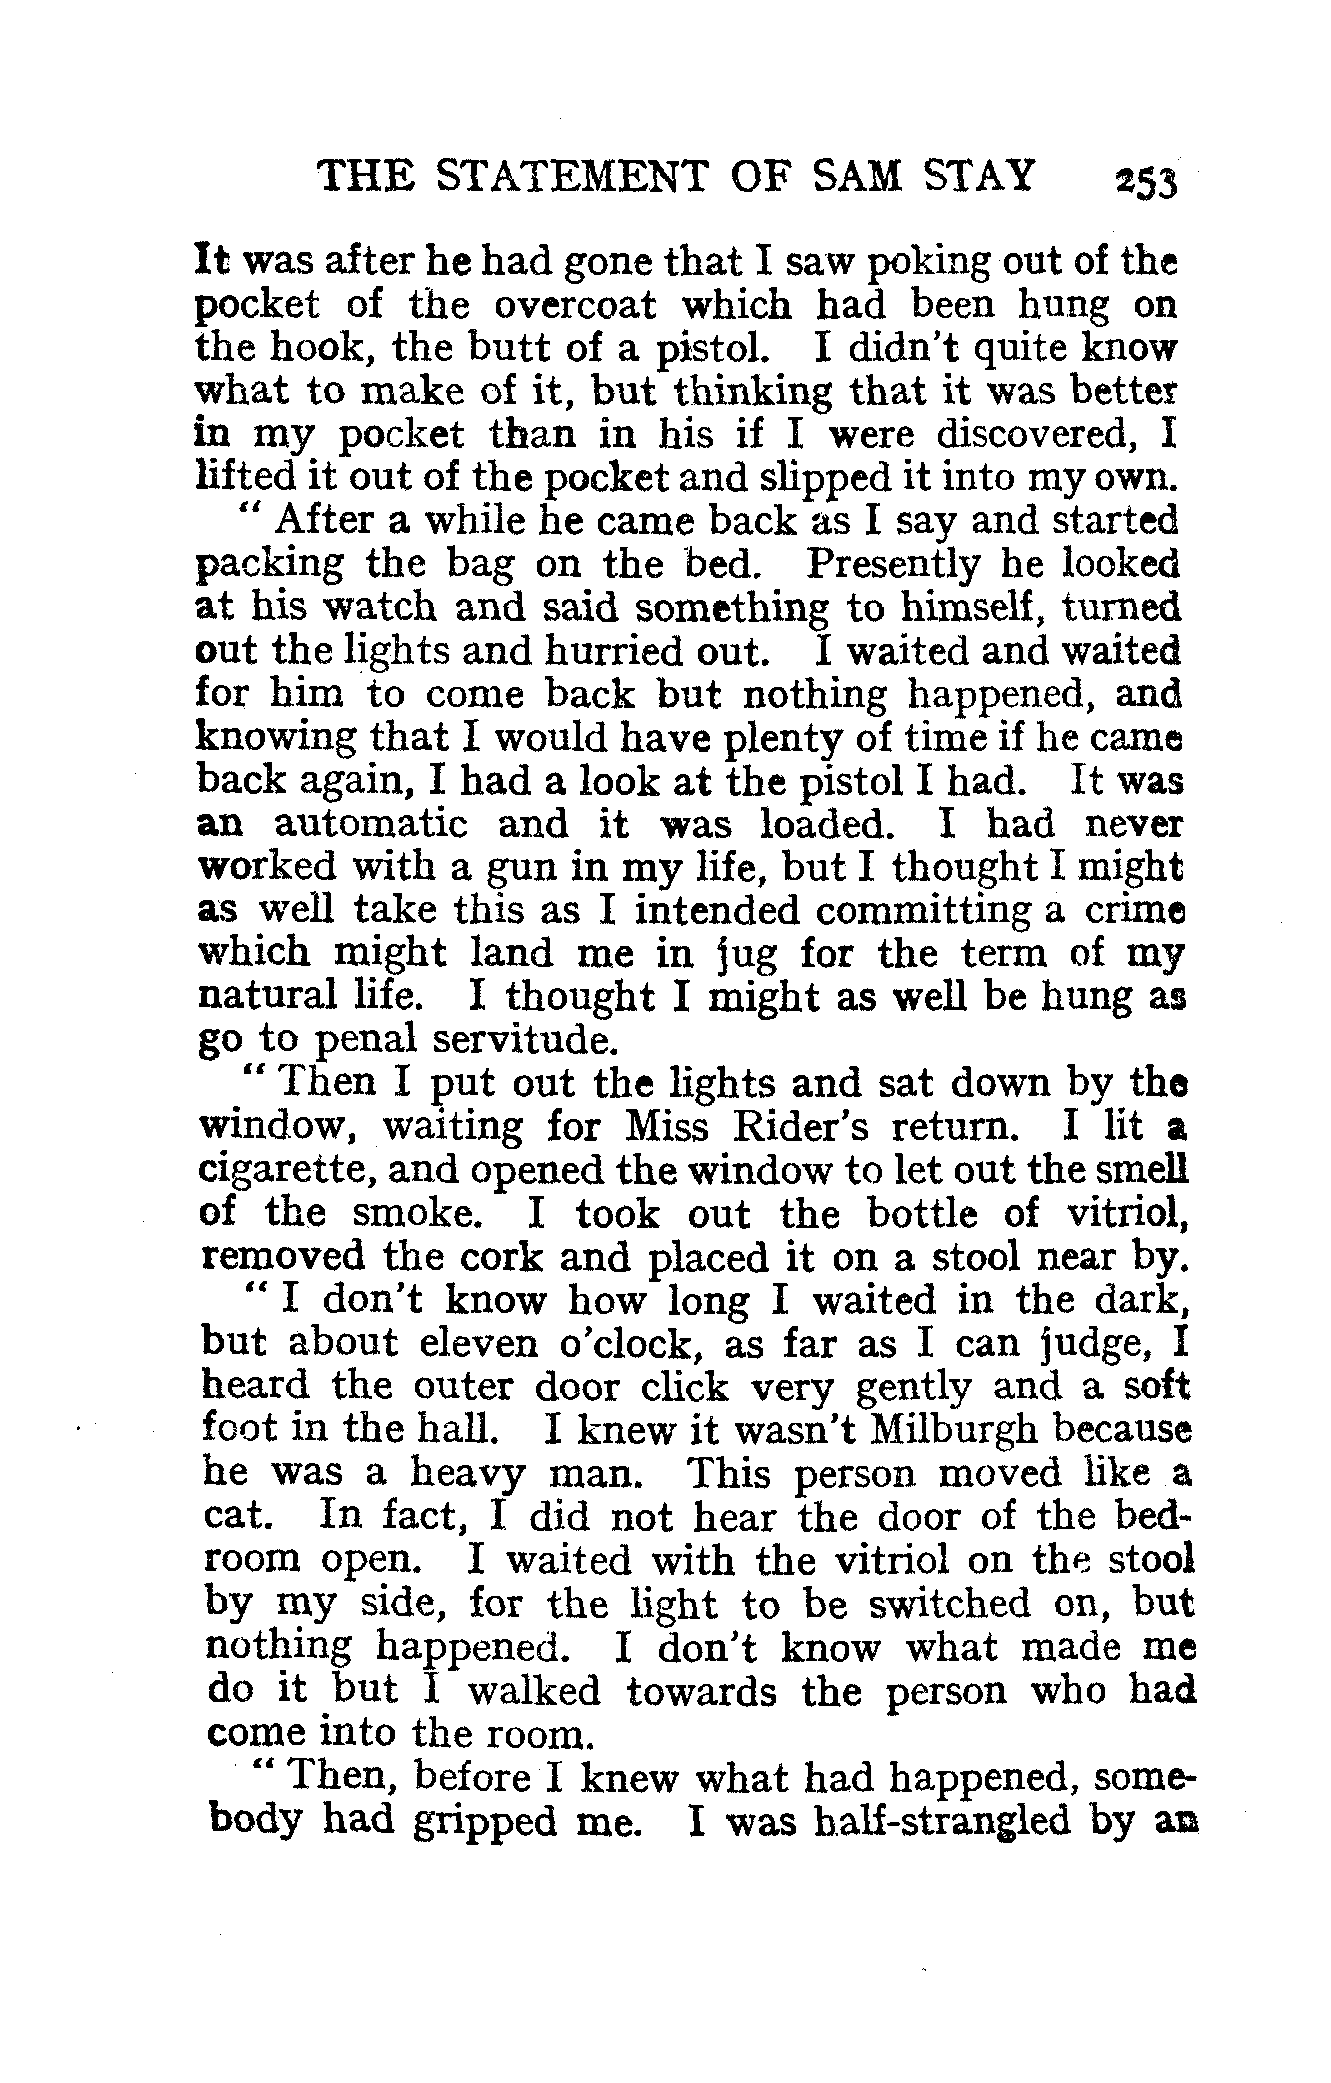 THE STATEMENT OF SAM STAY 253
It was after he had gone that I saw poking out of the
pocket of the overcoat which had been hung on
the hook, the butt of a pistol. I didn't quite know
what to make of it, but thinking that it was better
in my pocket than in his if I were discovered, I
lifted it out of the pocket and slipped it into my own.
“ After a while he came back as I say and started
packing the bag on the bed. Presently he looked
at his watch and said something to himself, turned
out the lights and hurried out. I waited and waited
for him to come back but nothing happened, and
knowing that I would have plenty of time if he came
back again, I had a look at the pistol I had. It was
an automatic and it was loaded. I had never
worked with a gun in my life, but I thought I might
as well take this as I intended committing a crime
which might land me in jug for the term of my
natural life. I thought I might as well be hung as
go to penal servitude.
“ Then I put out the lights and sat down by the
window, waiting for Miss Rider's return. I lit a
cigarette, and opened the window to let out the smell
of the smoke. I took out the bottle of vitriol,
removed the cork and placed it on a stool near by.
“ I don't know how long I waited in the dark,
but about eleven o'clock, as far as I can judge, I
heard the outer door click very gently and a soft
foot in the hall. I knew it wasn't Milburgh because
he was a heavy man. This person moved like a
cat. In fact, I did not hear the door of the bed-
room open. I waited with the vitriol on the stool
by my side, for the light to be switched on, but
nothing happened. I don't know what made me
do it but I walked towards the person who had
come into the room.
“ Then, before I knew what had happened, some-
body had gripped me. I was half-strangled by an